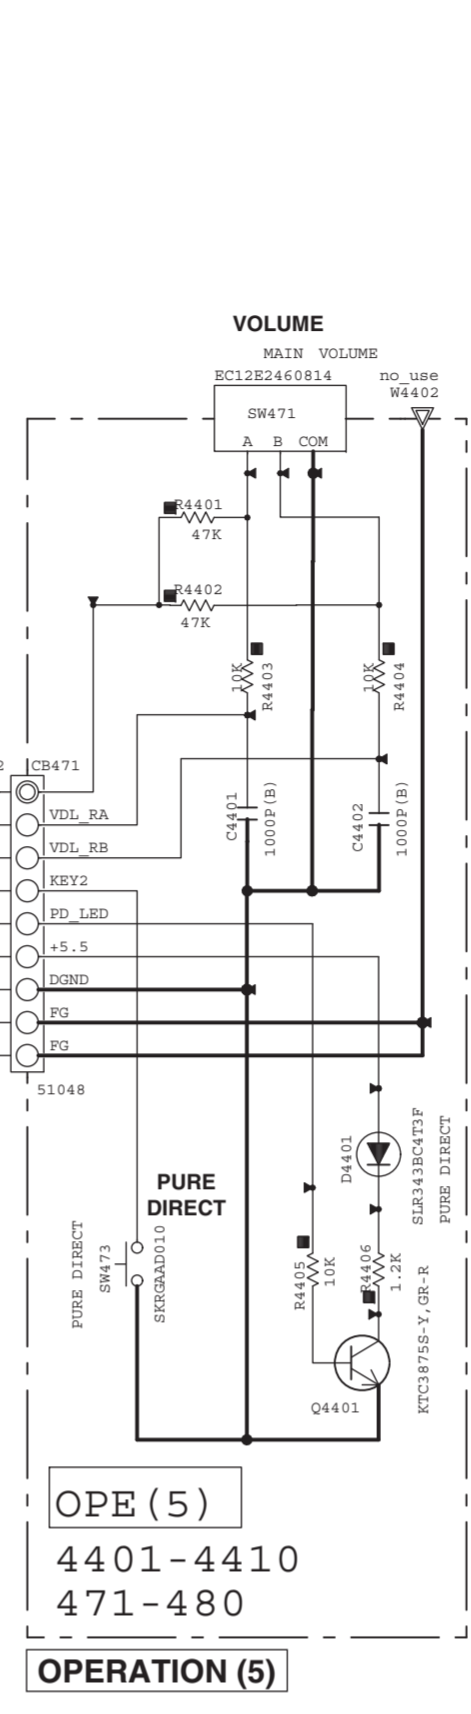 VOLUME
MAIN VOLUME
EC12E2460814
no_use
W4402
SW471
A B COM
R4401
47K
R4402
47K
10K
R4403
10K
R4404
2 CB471
VDL_RA
VDL_RB
KEY2
PD_LED
+5.5
DGND
FG
FG
51048
C4401
1000P(B)
C4402
1000P(B)
D4401
SLR343BC4T3F
PURE DIRECT
PURE
DIRECT
PURE DIRECT
SW473
SKRGAAD010
R4405
10K
R4406
1.2K
KTC3875S-Y,GR-R
Q4401
OPE(5)
4401-4410
471-480
OPERATION (5)